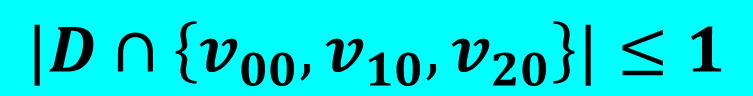 |D ∩ {v₀₀, v₁₀, v₂₀}| ≤ 1